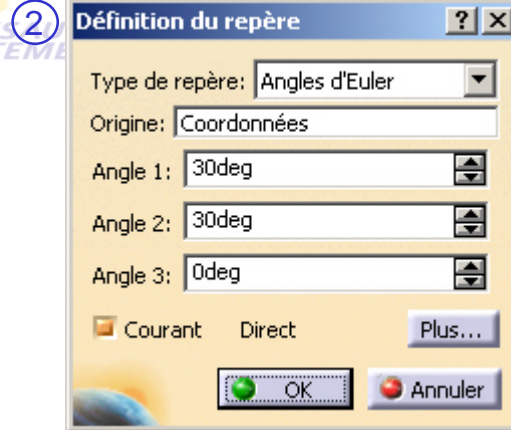 2
Définition du repère
Type de repère: Angles d'Euler
Origine: Coordonnées
Angle 1: 30deg
Angle 2: 30deg
Angle 3: 0deg
Courant Direct Plus...
OK Annuler